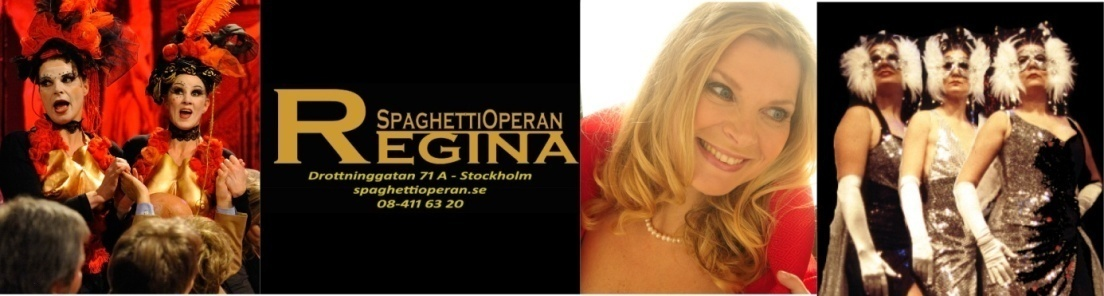 SPAGHETTIOPERAN
REGINA
Drottninggatan 71 A - Stockholm
spaghettioperan.se
08-411 63 20